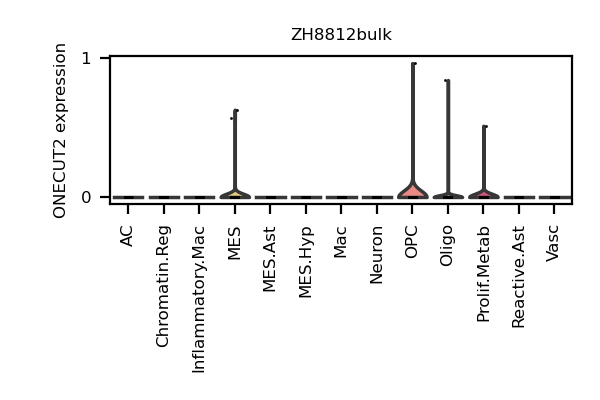 ZH8812bulk
ONECUT2 expression
1
0
AC
Chromatin.Reg
Inflammatory.Mac
MES
MES.Ast
MES.Hyp
Mac
Neuron
OPC
Oligo
Prolif.Metab
Reactive.Ast
Vasc